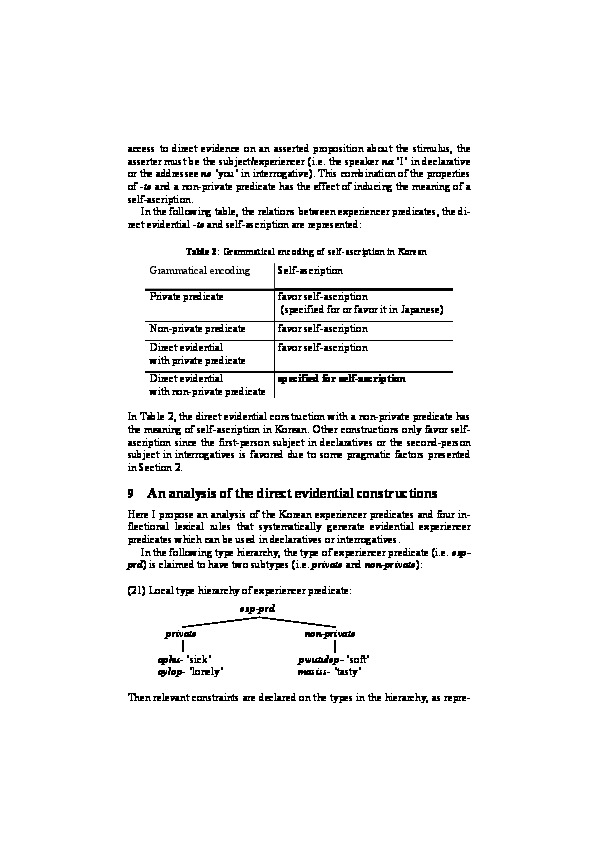 access to direct evidence on an asserted proposition about the stimulus, the
asserter must be the subject/experiencer (i.e. the speaker na 'I' in declarative
or the addressee ne 'you' in interrogative). This combination of the properties
of -te and a non-private predicate has the effect of inducing the meaning of a
self-ascription.
In the following table, the relations between experiencer predicates, the di-
rect evidential -te and self-ascription are represented:
Table 2: Grammatical encoding of self-ascription in Korean
Grammatical encoding Self-ascription
Private predicate favor self-ascription
(specified for or favor it in Japanese)
Non-private predicate favor self-ascription
Direct evidential favor self-ascription
with private predicate
Direct evidential specified for self-ascription
with non-private predicate
In Table 2, the direct evidential construction with a non-private predicate has
the meaning of self-ascription in Korean. Other constructions only favor self-
ascription since the first-person subject in declaratives or the second-person
subject in interrogatives is favored due to some pragmatic factors presented
in Section 2.
9 An analysis of the direct evidential constructions
Here I propose an analysis of the Korean experiencer predicates and four in-
flectional lexical rules that systematically generate evidential experiencer
predicates which can be used in declaratives or interrogatives.
In the following type hierarchy, the type of experiencer predicate (i.e. exp-
prd) is claimed to have two subtypes (i.e. private and non-private):
(21) Local type hierarchy of experiencer predicate:
exp-prd
private non-private
aphu- 'sick' pwutulep- 'soft'
oylop- 'lonely' masiss- 'tasty'
Then relevant constraints are declared on the types in the hierarchy, as repre-